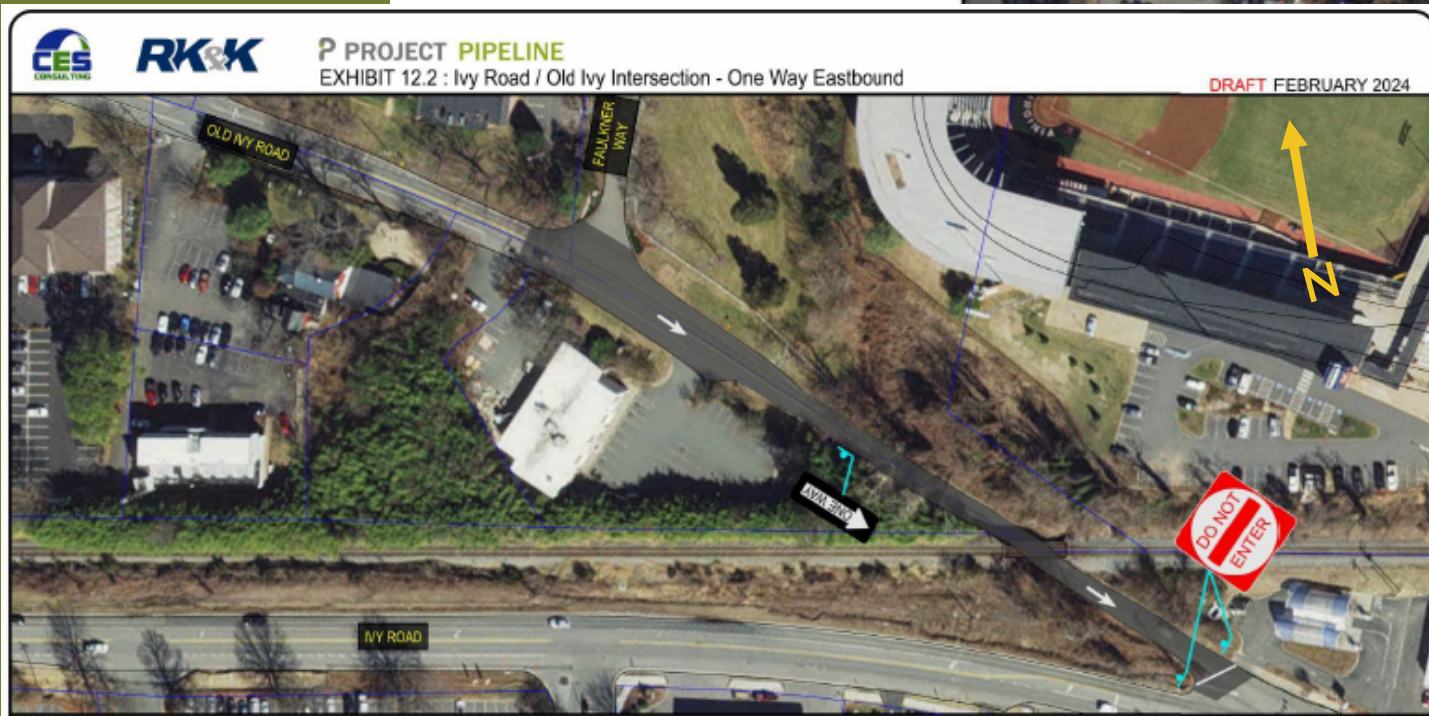 CES
CONSULTING
RK&K
PROJECT PIPELINE
EXHIBIT 12.2 : Ivy Road / Old Ivy Intersection - One Way Eastbound
DRAFT FEBRUARY 2024
OLD IVY ROAD
FAULKNER
WAY
N
ONE WAY
DO NOT
ENTER
IVY ROAD